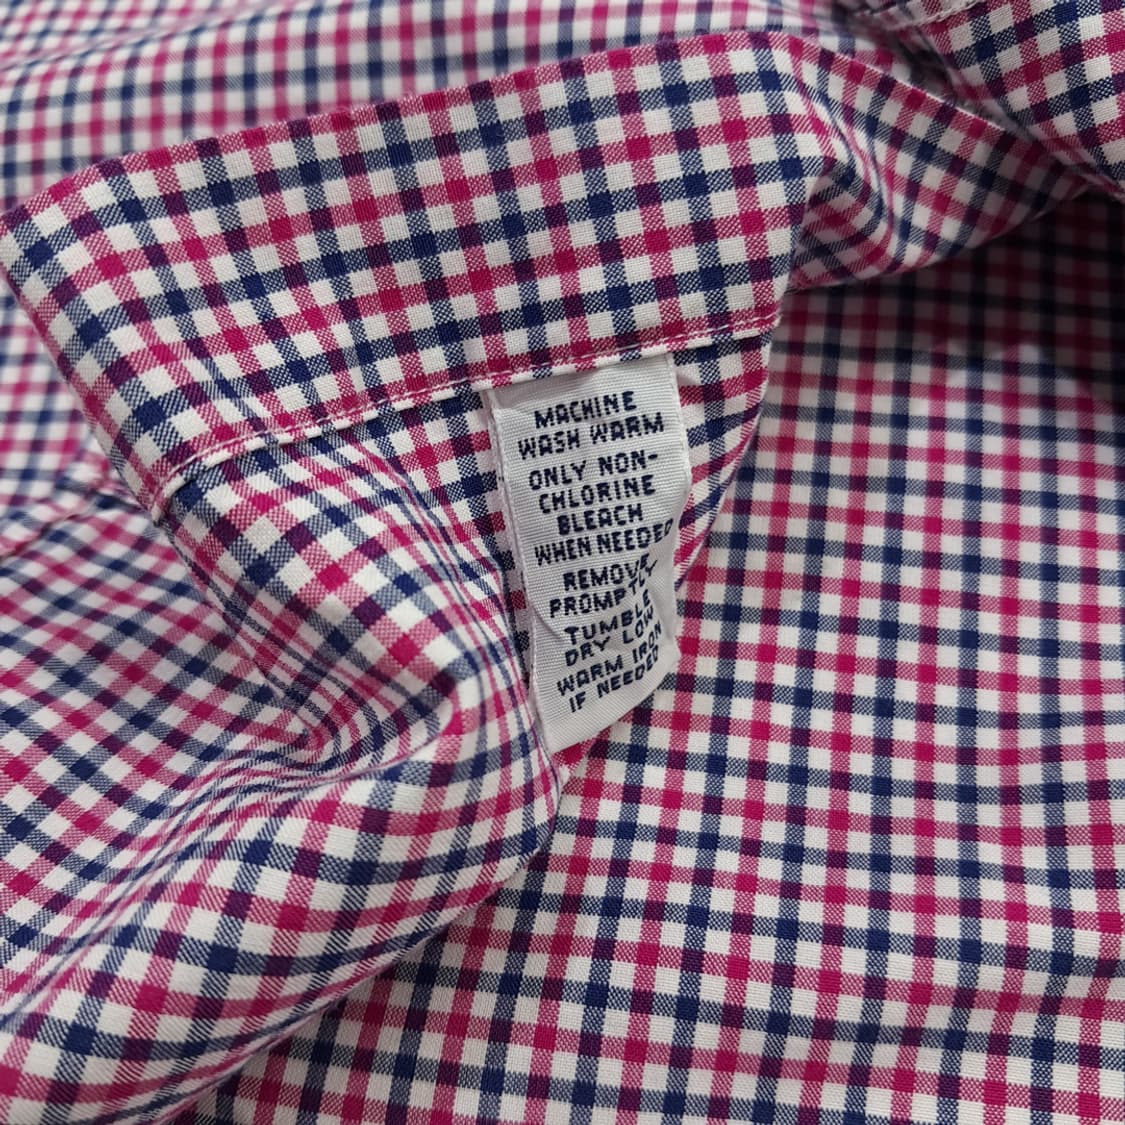 MACHINE
WASH WARM
ONLY NON-
CHLORINE
BLEACH
WHEN NEEDED
REMOVE
PROMPTLY
TUMBLE
DRY LOW
WARM IRON
IF NEEDED